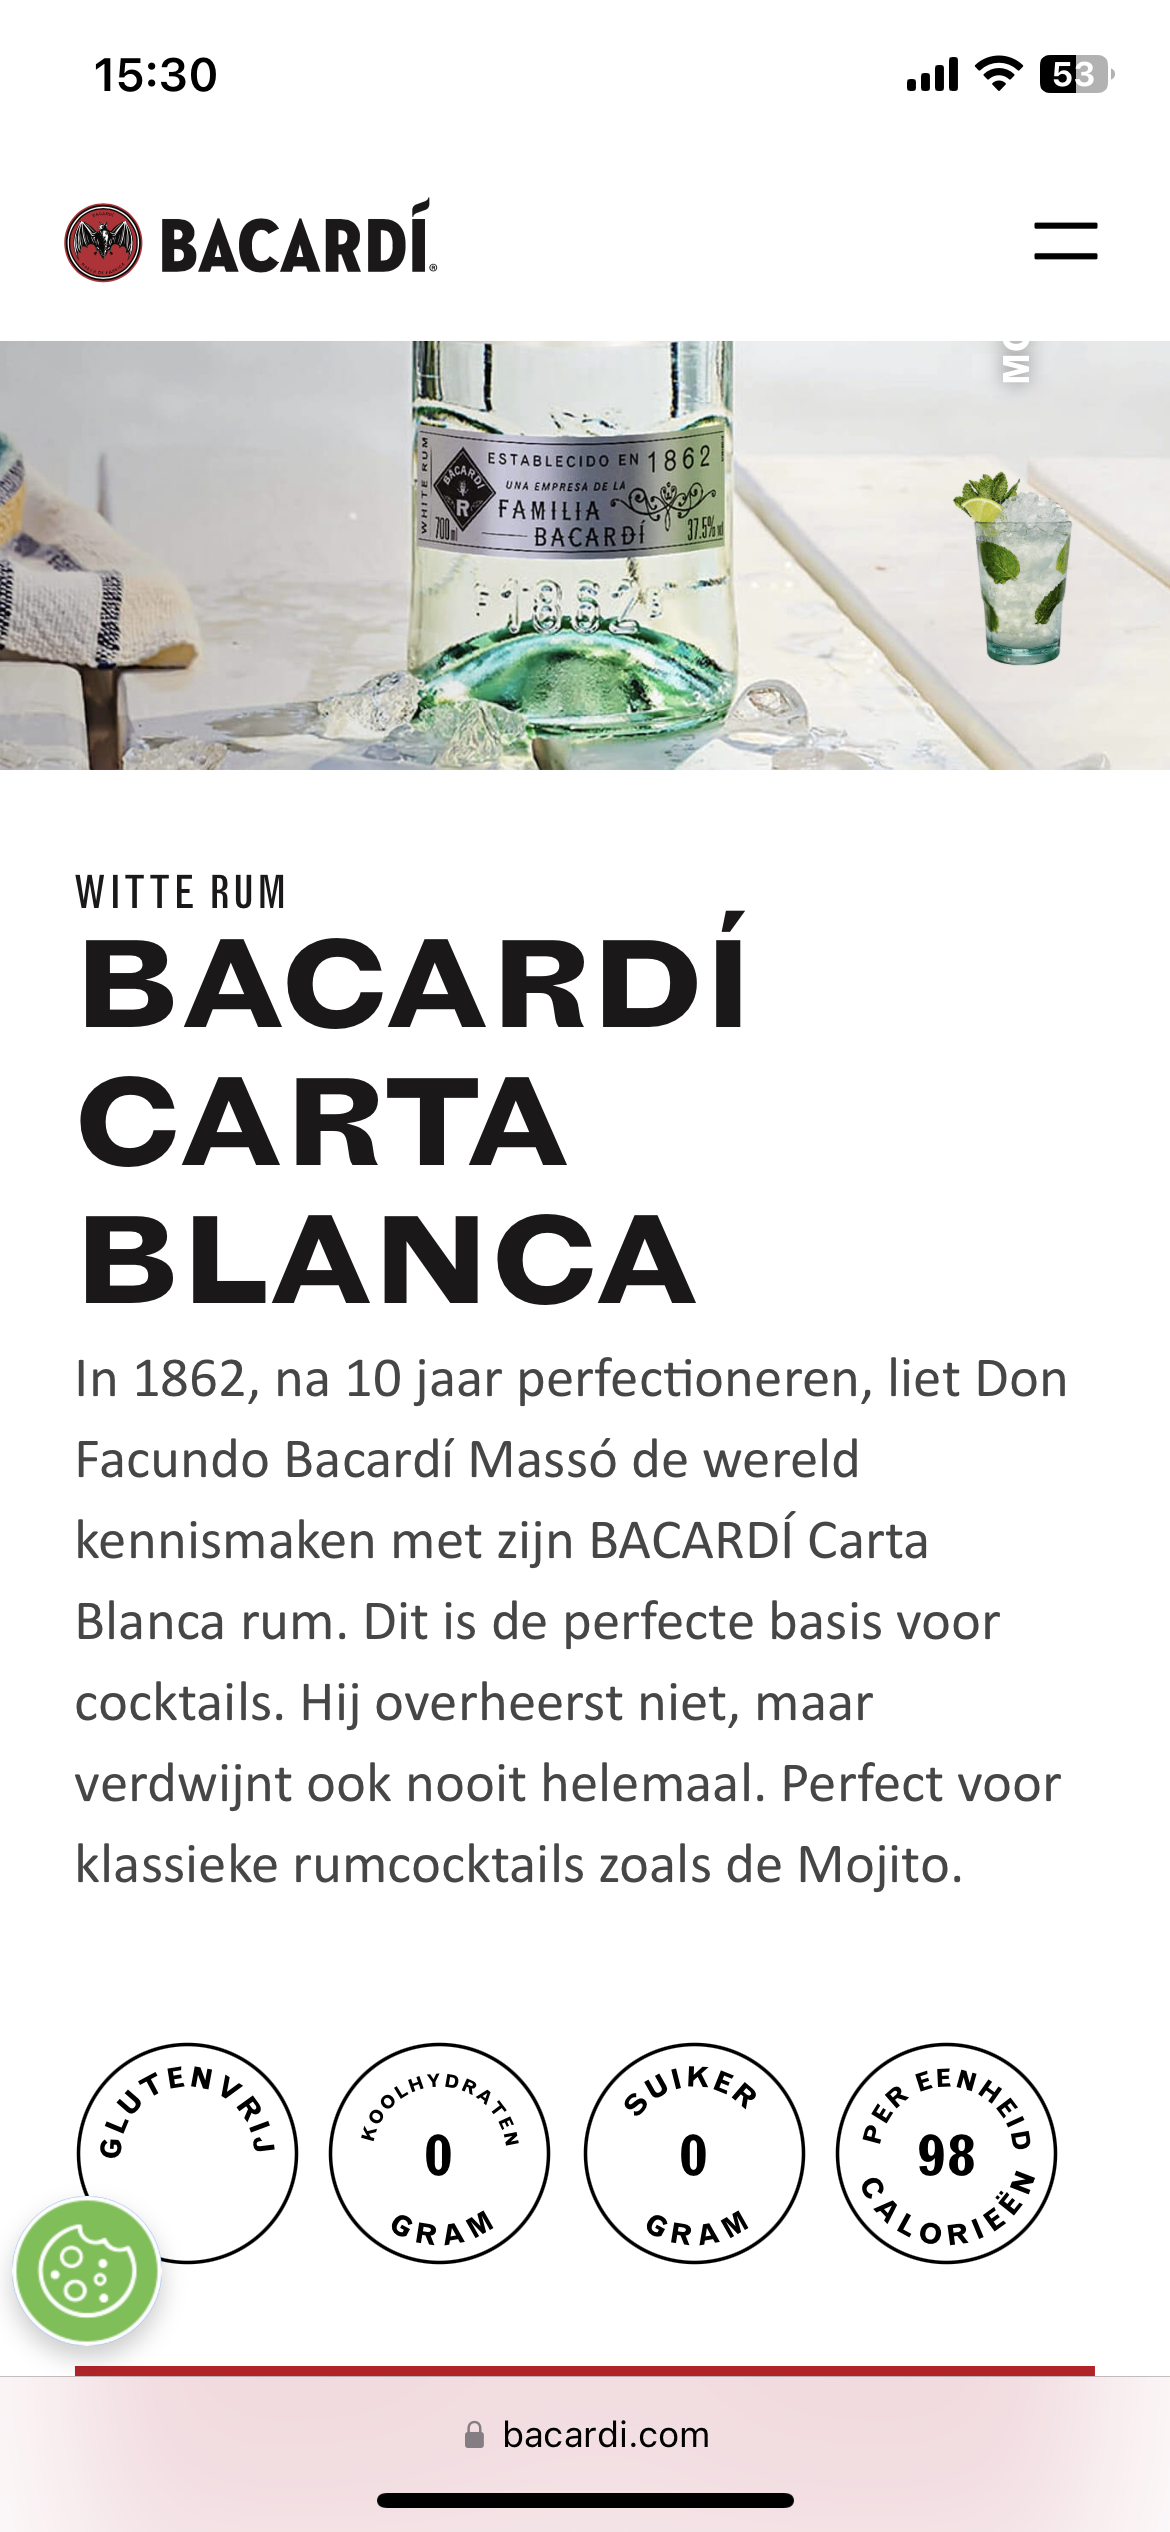 15:30
53
BACARDÍ®
MO
ESTABLECIDO EN 1862
UNA EMPRESA DE LA
FAMILIA
BACARDÍ
WHITE RUM
BACARDÍ
R
700ml
37.5%
1862
WITTE RUM
BACARDÍ
CARTA
BLANCA
In 1862, na 10 jaar perfectioneren, liet Don
Facundo Bacardí Massó de wereld
kennismaken met zijn BACARDÍ Carta
Blanca rum. Dit is de perfecte basis voor
cocktails. Hij overheerst niet, maar
verdwijnt ook nooit helemaal. Perfect voor
klassieke rumcocktails zoals de Mojito.
GLUTENVRIJ
KOOLHYDRATEN
0
GRAM
SUIKER
0
GRAM
PER EENHEID
98
CALORIEËN
bacardi.com